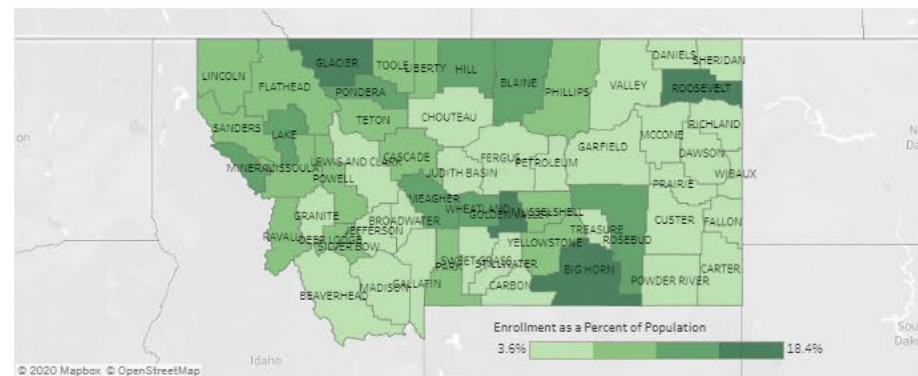 DANIELS
SHERIDAN
GLACIER
TOOLE
LIBERTY
HILL
BLAINE
PHILLIPS
VALLEY
ROOSEVELT
LINCOLN
FLATHEAD
PONDERA
TETON
CHOUTEAU
RICHLAND
SANDERS
LAKE
MCCONE
DAWSON
GARFIELD
MINERAL
MISSOULA
LEWIS AND CLARK
CASCADE
FERGUS
PETROLEUM
JUDITH BASIN
WIBAUX
POWELL
PRAIRIE
MEAGHER
WHEATLAND
GOLDEN VALLEY
MUSSELSHELL
GRANITE
BROADWATER
TREASURE
CUSTER
FALLON
RAVALLI
DEER LODGE
JEFFERSON
SILVER BOW
YELLOWSTONE
ROSEBUD
SWEET GRASS
STILLWATER
PARK
BIG HORN
POWDER RIVER
CARTER
BEAVERHEAD
MADISON
GALLATIN
CARBON
Enrollment as a Percent of Population
3.6%
18.4%
Idaho
Sou
Dak
© 2020 Mapbox © OpenStreetMap